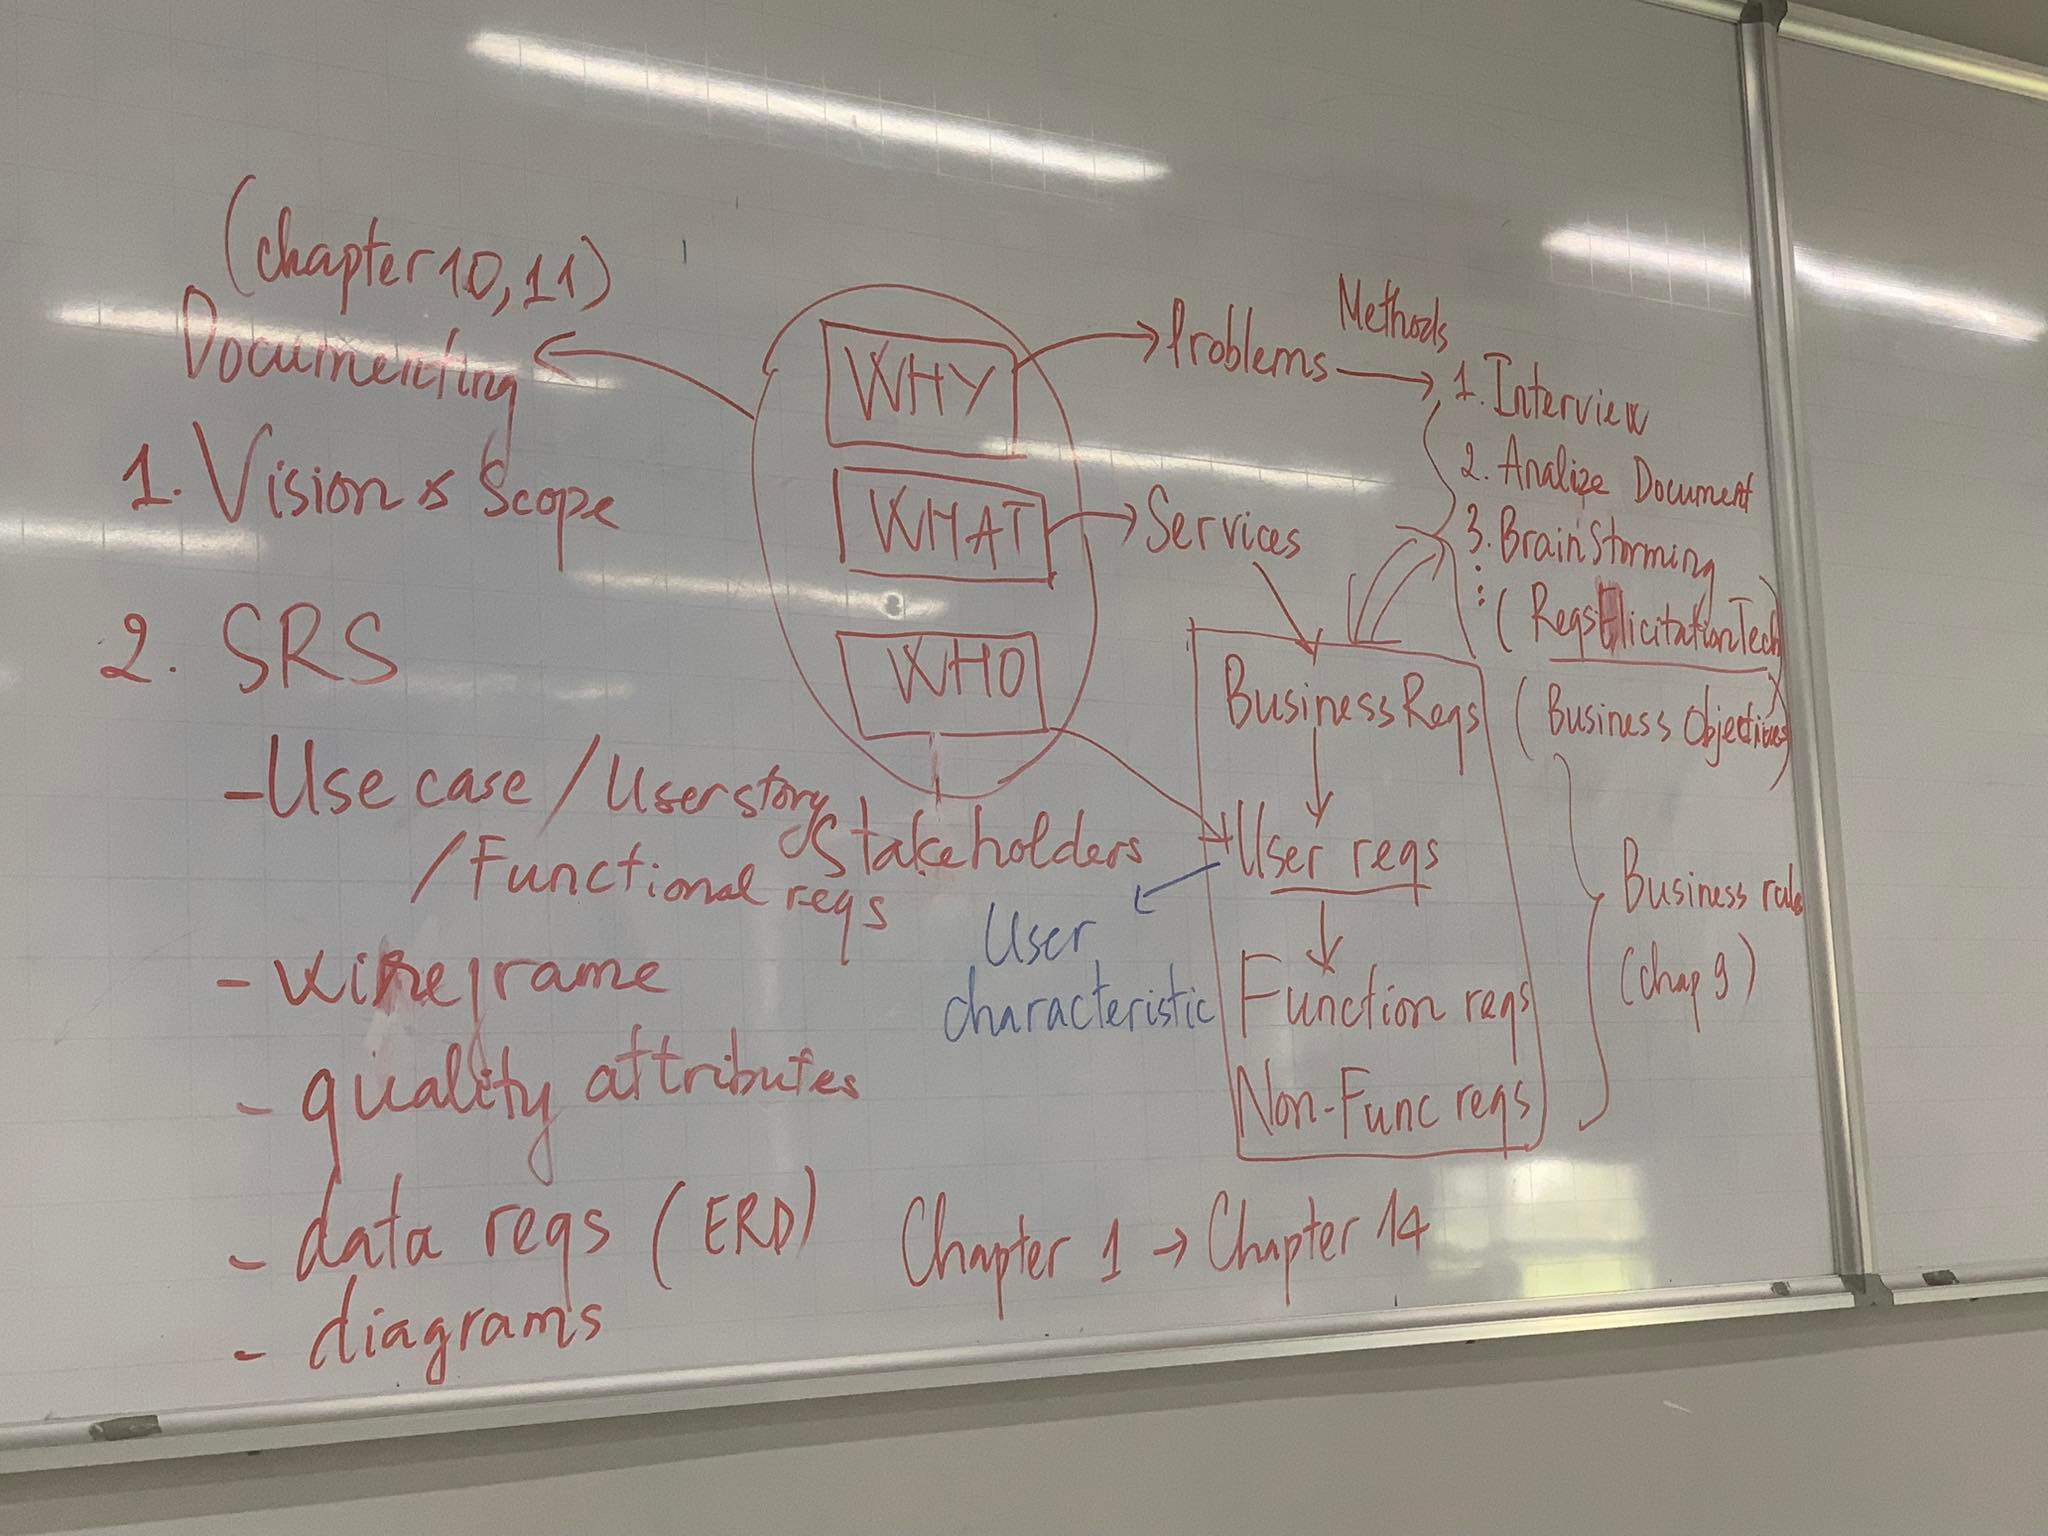 (chapter 10, 11)
Documenting
1. Vision & Scope
2. SRS
- Use case / User story
/ Functional reqs
- wireframe
- quality attributes
- data reqs (ERD)
- diagrams
WHY
WHAT
WHO
Stakeholders
Problems
Services
Methods
1. Interview
2. Analize Document
3. BrainStorming
⋮ (Reqs Elicitation Tech)
Business Reqs
(Business Objectives)
User reqs
User
characteristic
Function reqs
Non-Func reqs
Business rules
(chap 9)
Chapter 1 → Chapter 14